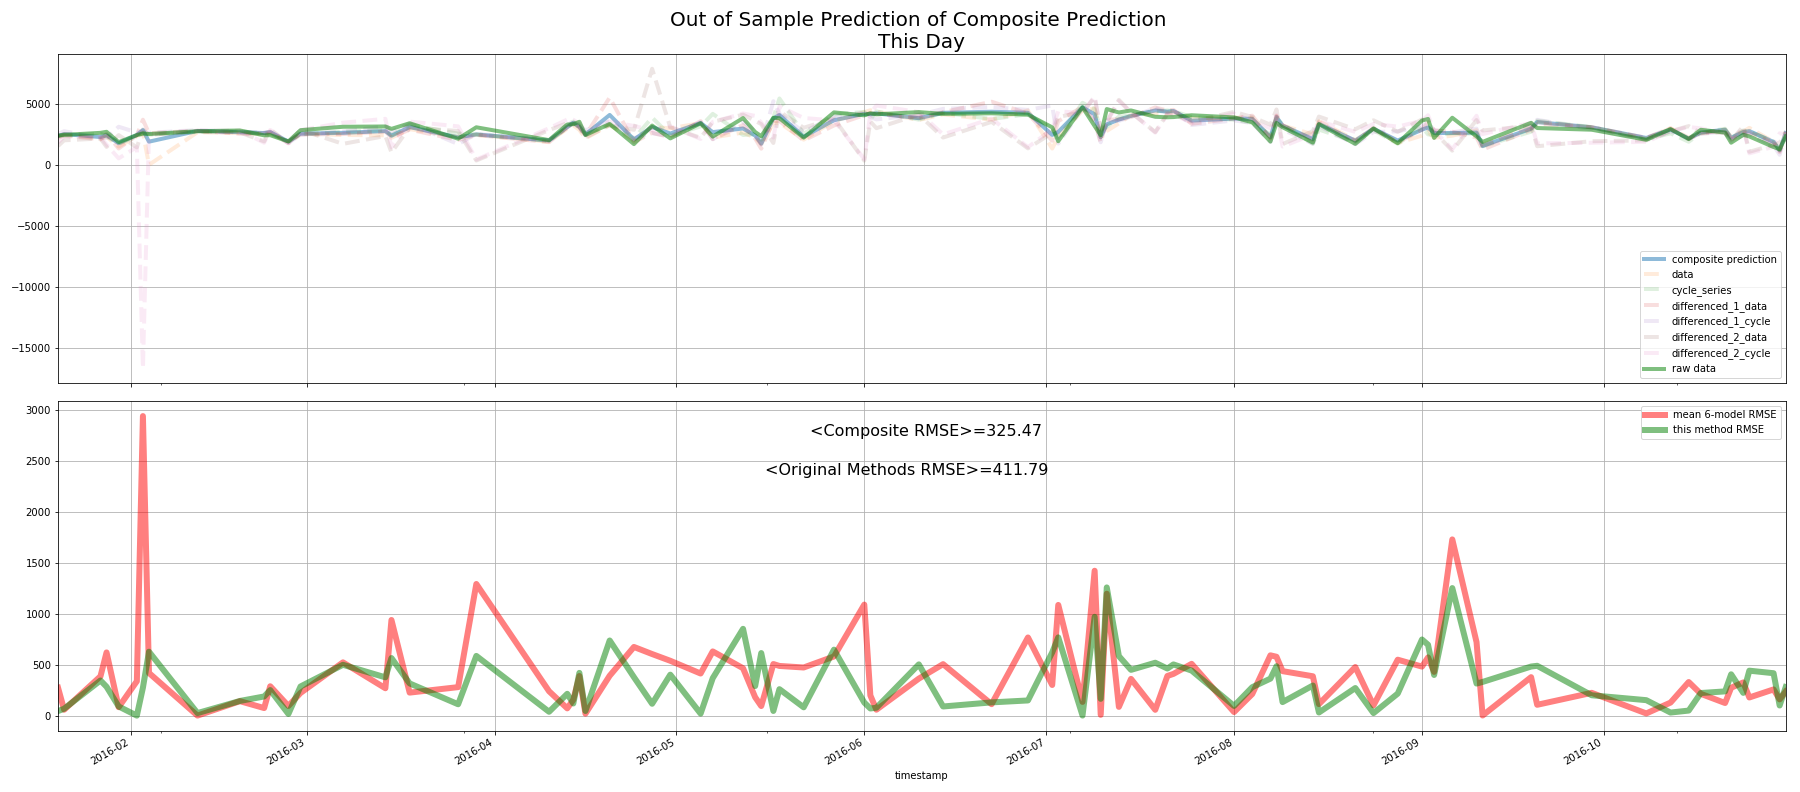 Out of Sample Prediction of Composite Prediction
This Day
5000
0
−5000
−10000
−15000
composite prediction
data
cycle_series
differenced_1_data
differenced_1_cycle
differenced_2_data
differenced_2_cycle
raw data
3000
2500
2000
1500
1000
500
0
<Composite RMSE>=325.47
<Original Methods RMSE>=411.79
mean 6-model RMSE
this method RMSE
2016-02
2016-03
2016-04
2016-05
2016-06
2016-07
2016-08
2016-09
2016-10
timestamp